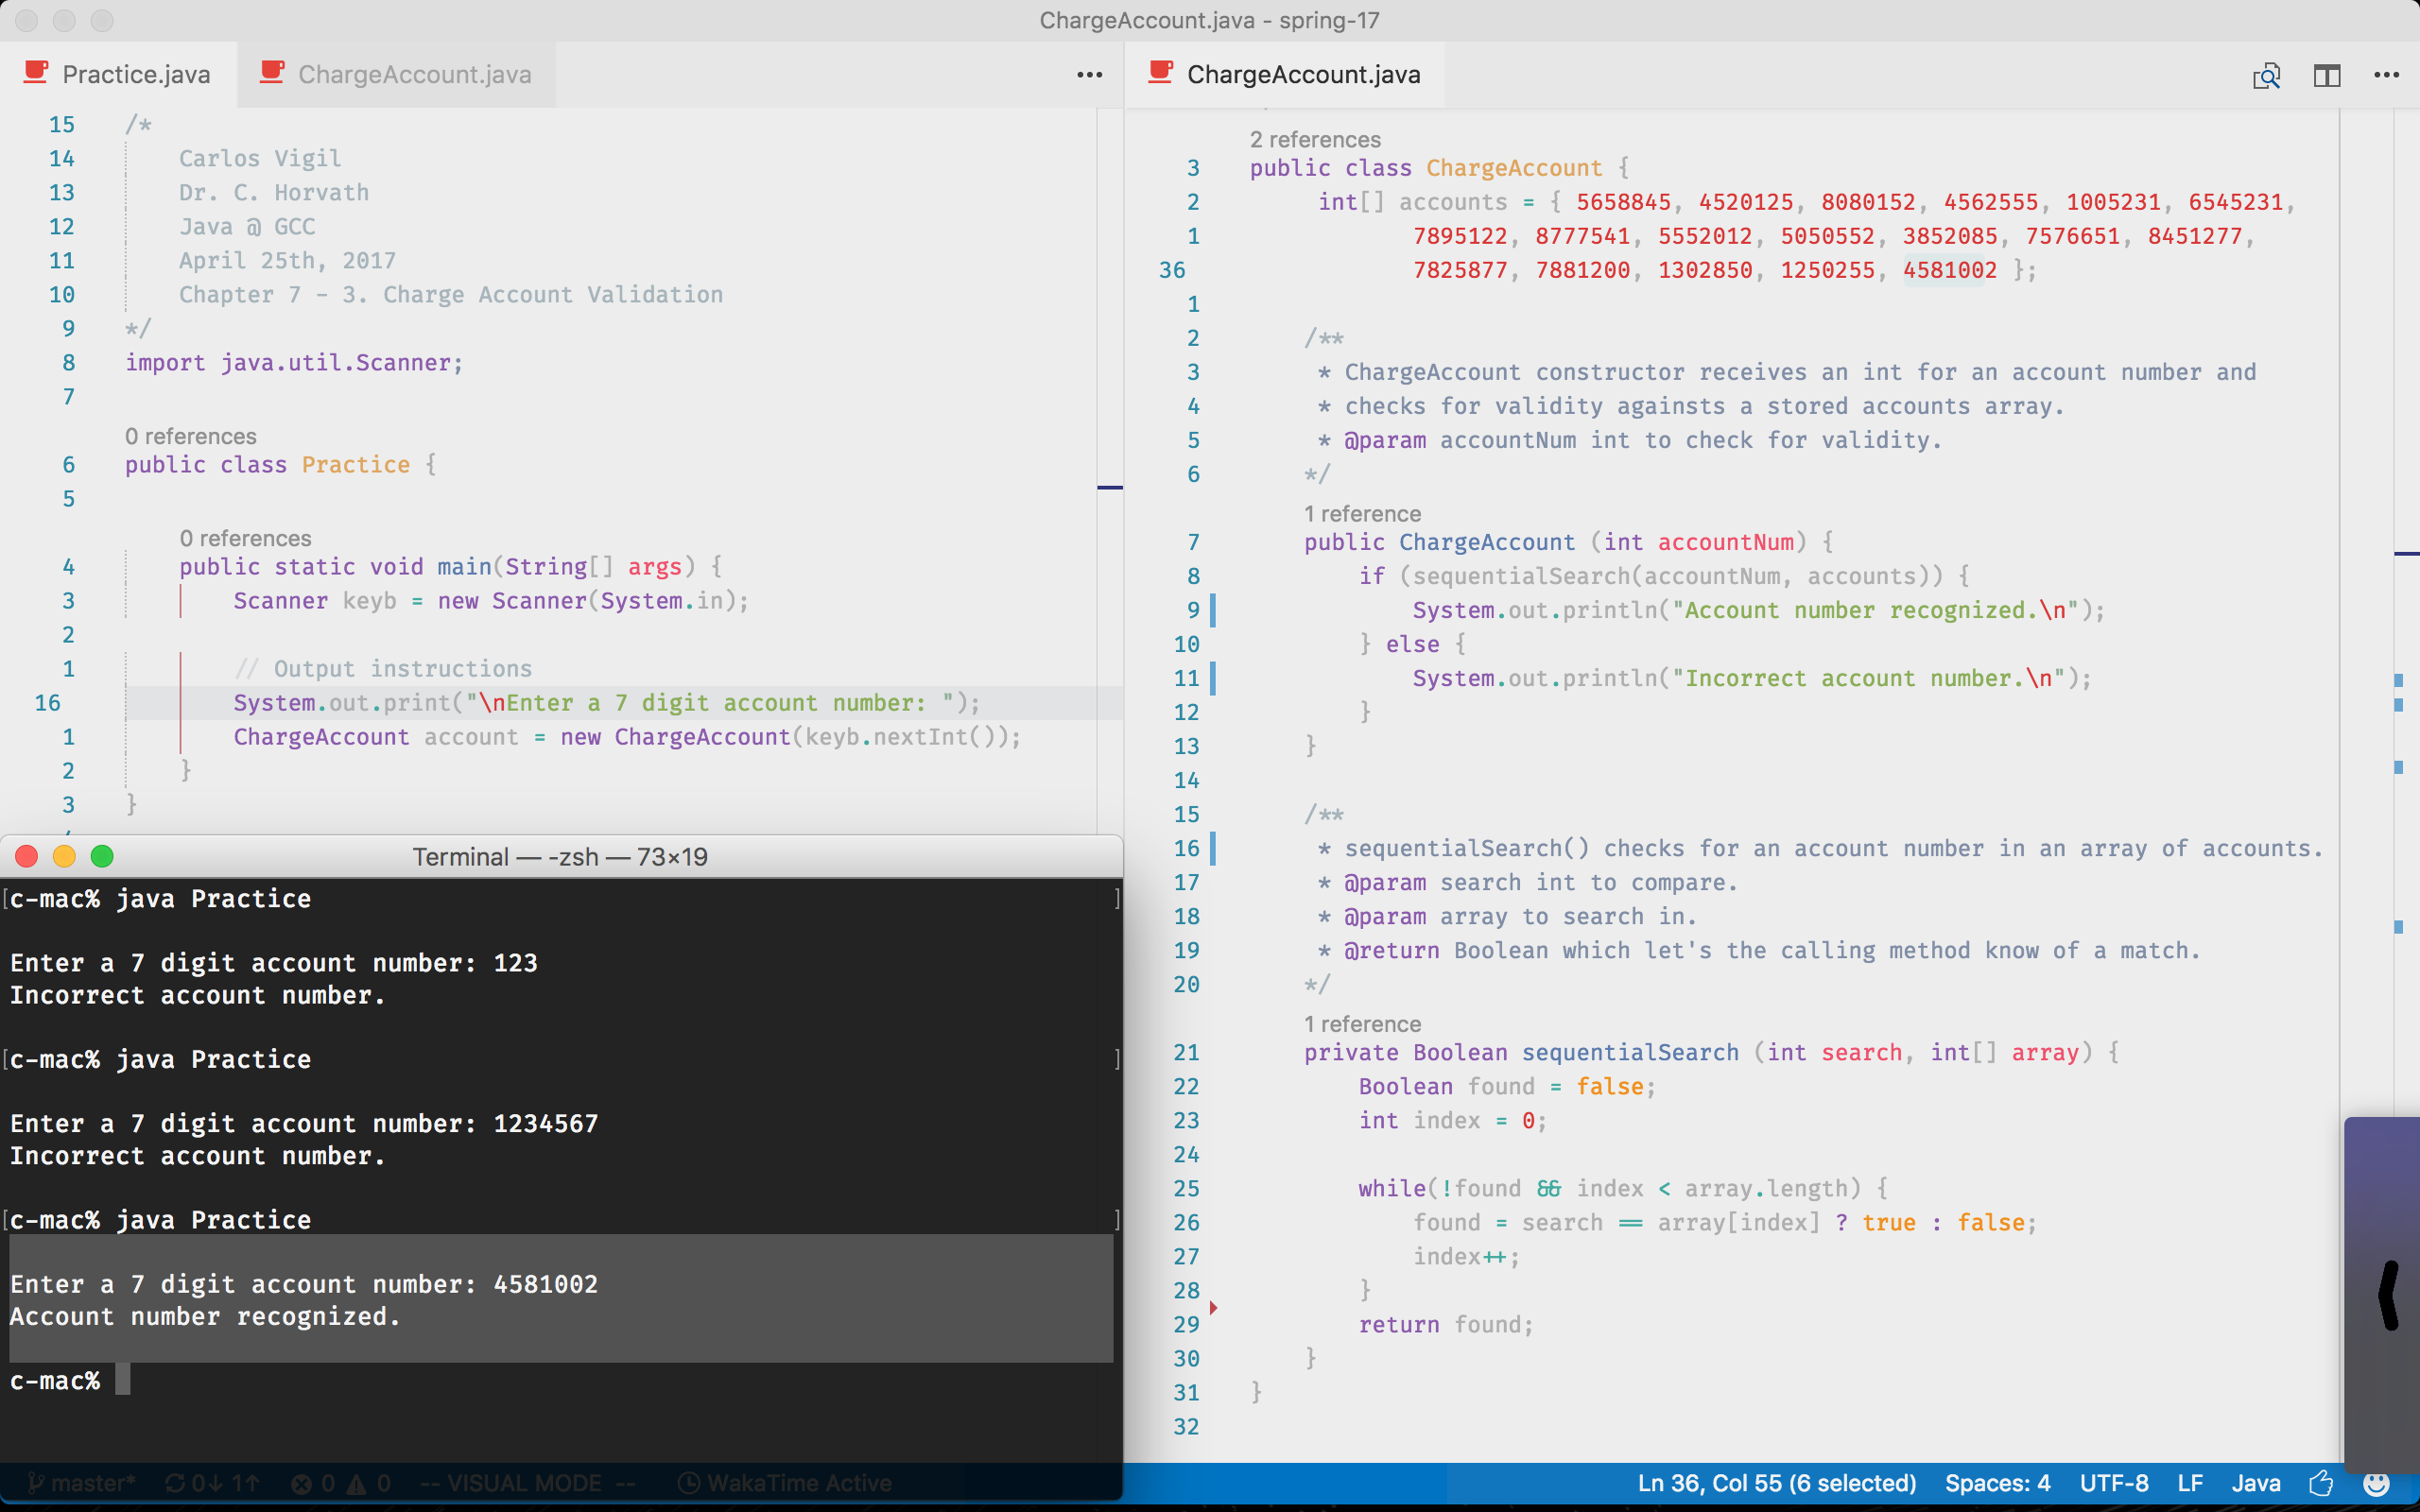 ChargeAccount.java - spring-17
Practice.java
ChargeAccount.java
15 /*
14 Carlos Vigil
13 Dr. C. Horvath
12 Java @ GCC
11 April 25th, 2017
10 Chapter 7 - 3. Charge Account Validation
9 */
8 import java.util.Scanner;
7
0 references
6 public class Practice {
5
0 references
4 public static void main(String[] args) {
3 Scanner keyb = new Scanner(System.in);
2
1 // Output instructions
16 System.out.print("\nEnter a 7 digit account number: ");
1 ChargeAccount account = new ChargeAccount(keyb.nextInt());
2 }
3 }
Terminal — -zsh — 73×19
[c-mac% java Practice ]
Enter a 7 digit account number: 123
Incorrect account number.
[c-mac% java Practice ]
Enter a 7 digit account number: 1234567
Incorrect account number.
[c-mac% java Practice ]
Enter a 7 digit account number: 4581002
Account number recognized.
c-mac%
ChargeAccount.java
2 references
3 public class ChargeAccount {
2 int[] accounts = { 5658845, 4520125, 8080152, 4562555, 1005231, 6545231,
1 7895122, 8777541, 5552012, 5050552, 3852085, 7576651, 8451277,
36 7825877, 7881200, 1302850, 1250255, 4581002 };
1
2 /**
3 * ChargeAccount constructor receives an int for an account number and
4 * checks for validity againsts a stored accounts array.
5 * @param accountNum int to check for validity.
6 */
1 reference
7 public ChargeAccount (int accountNum) {
8 if (sequentialSearch(accountNum, accounts)) {
9 System.out.println("Account number recognized.\n");
10 } else {
11 System.out.println("Incorrect account number.\n");
12 }
13 }
14
15 /**
16 * sequentialSearch() checks for an account number in an array of accounts.
17 * @param search int to compare.
18 * @param array to search in.
19 * @return Boolean which let's the calling method know of a match.
20 */
1 reference
21 private Boolean sequentialSearch (int search, int[] array) {
22 Boolean found = false;
23 int index = 0;
24
25 while(!found && index < array.length) {
26 found = search == array[index] ? true : false;
27 index++;
28 }
29 return found;
30 }
31 }
32
master* 0↓ 1↑ 0 0 -- VISUAL MODE -- WakaTime Active
Ln 36, Col 55 (6 selected) Spaces: 4 UTF-8 LF Java